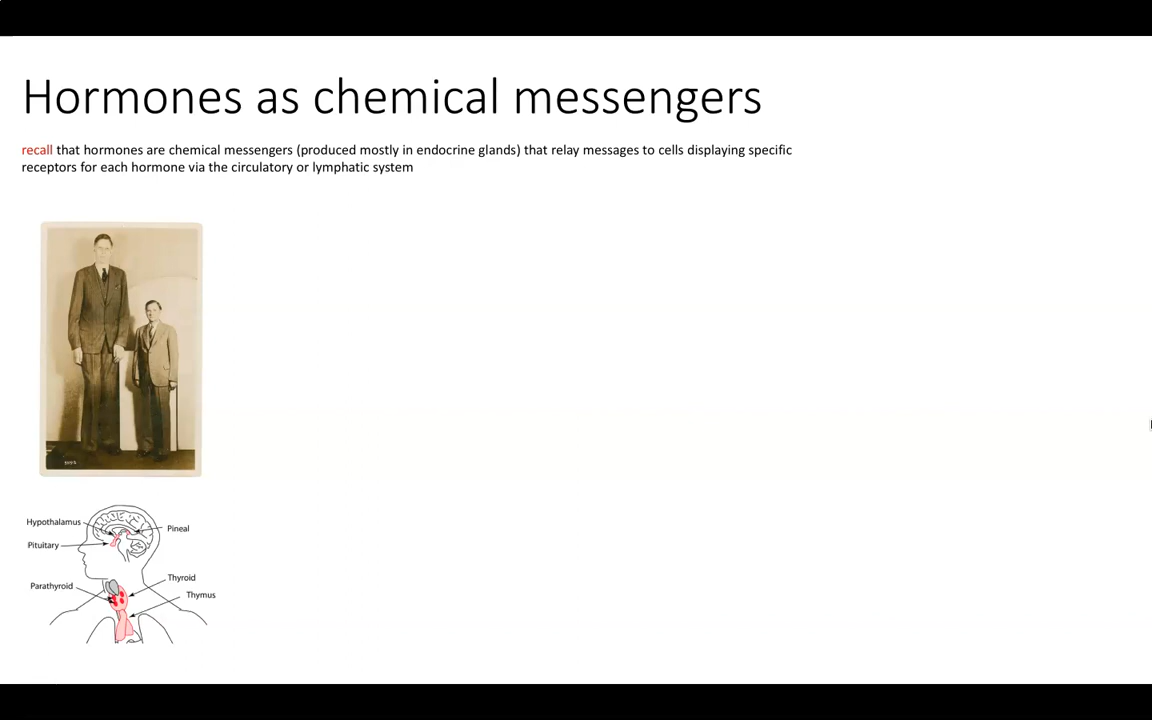 Hormones as chemical messengers
recall that hormones are chemical messengers (produced mostly in endocrine glands) that relay messages to cells displaying specific
receptors for each hormone via the circulatory or lymphatic system
Hypothalamus
Pineal
Pituitary
Thyroid
Parathyroid
Thymus